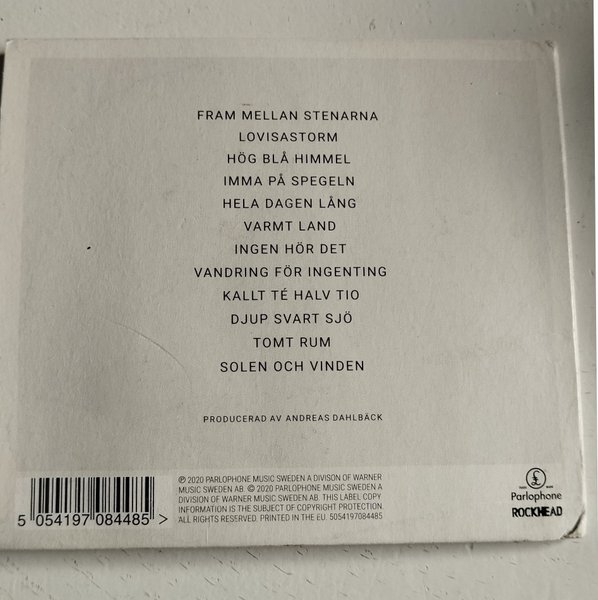 FRAM MELLAN STENARNA
LOVISASTORM
HÖG BLÅ HIMMEL
IMMA PÅ SPEGELN
HELA DAGEN LÅNG
VARMT LAND
INGEN HÖR DET
VANDRING FÖR INGENTING
KALLT TÉ HALV TIO
DJUP SVART SJÖ
TOMT RUM
SOLEN OCH VINDEN
PRODUCERAD AV ANDREAS DAHLBÄCK
5 054197 084485 >
℗ 2020 PARLOPHONE MUSIC SWEDEN A DIVISON OF WARNER
MUSIC SWEDEN AB. © 2020 PARLOPHONE MUSIC SWEDEN A
DIVISION OF WARNER MUSIC SWEDEN AB. THIS LABEL COPY
INFORMATION IS THE SUBJECT OF COPYRIGHT PROTECTION.
ALL RIGHTS RESERVED. PRINTED IN THE EU. 5054197084485
£
Parlophone
ROCKHEAD